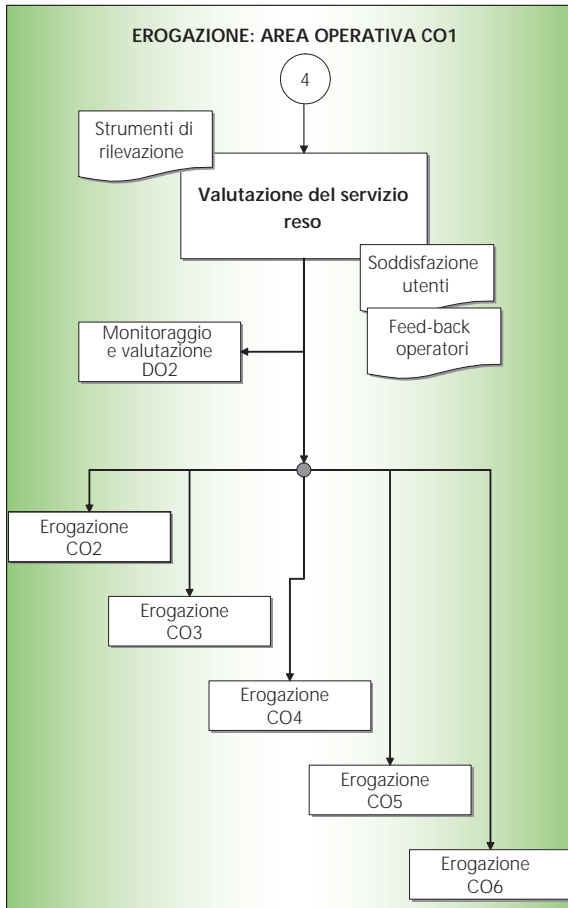 EROGAZIONE: AREA OPERATIVA CO1
4
Strumenti di
rilevazione
Valutazione del servizio
reso
Soddisfazione
utenti
Feed-back
operatori
Monitoraggio
e valutazione
DO2
Erogazione
CO2
Erogazione
CO3
Erogazione
CO4
Erogazione
CO5
Erogazione
CO6